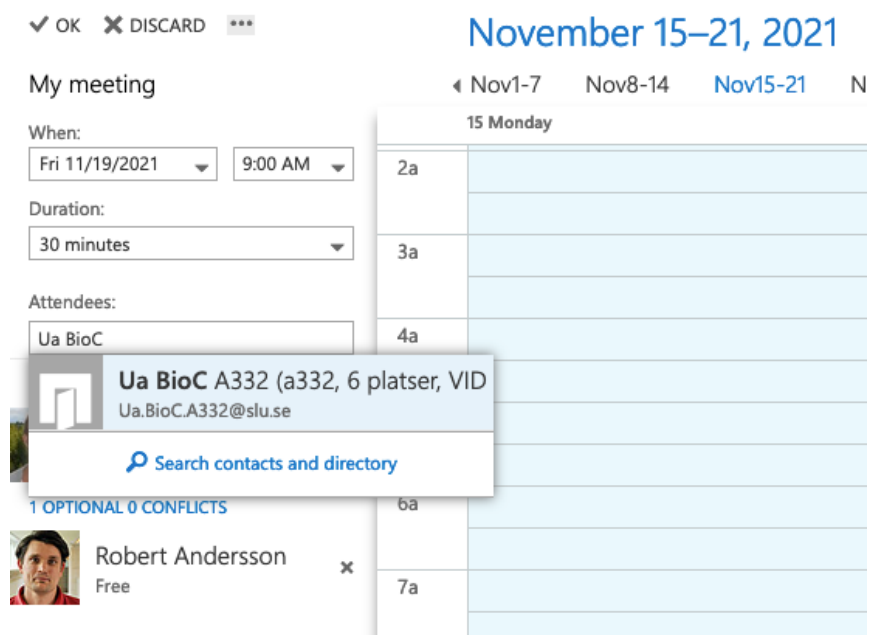 OK DISCARD •••
November 15–21, 2021
My meeting
Nov1-7 Nov8-14 Nov15-21 N
15 Monday
When:
Fri 11/19/2021 9:00 AM
2a
Duration:
30 minutes
3a
Attendees:
Ua BioC
4a
Ua BioC A332 (a332, 6 platser, VID
Ua.BioC.A332@slu.se
Search contacts and directory
1 OPTIONAL 0 CONFLICTS
6a
Robert Andersson
Free
7a